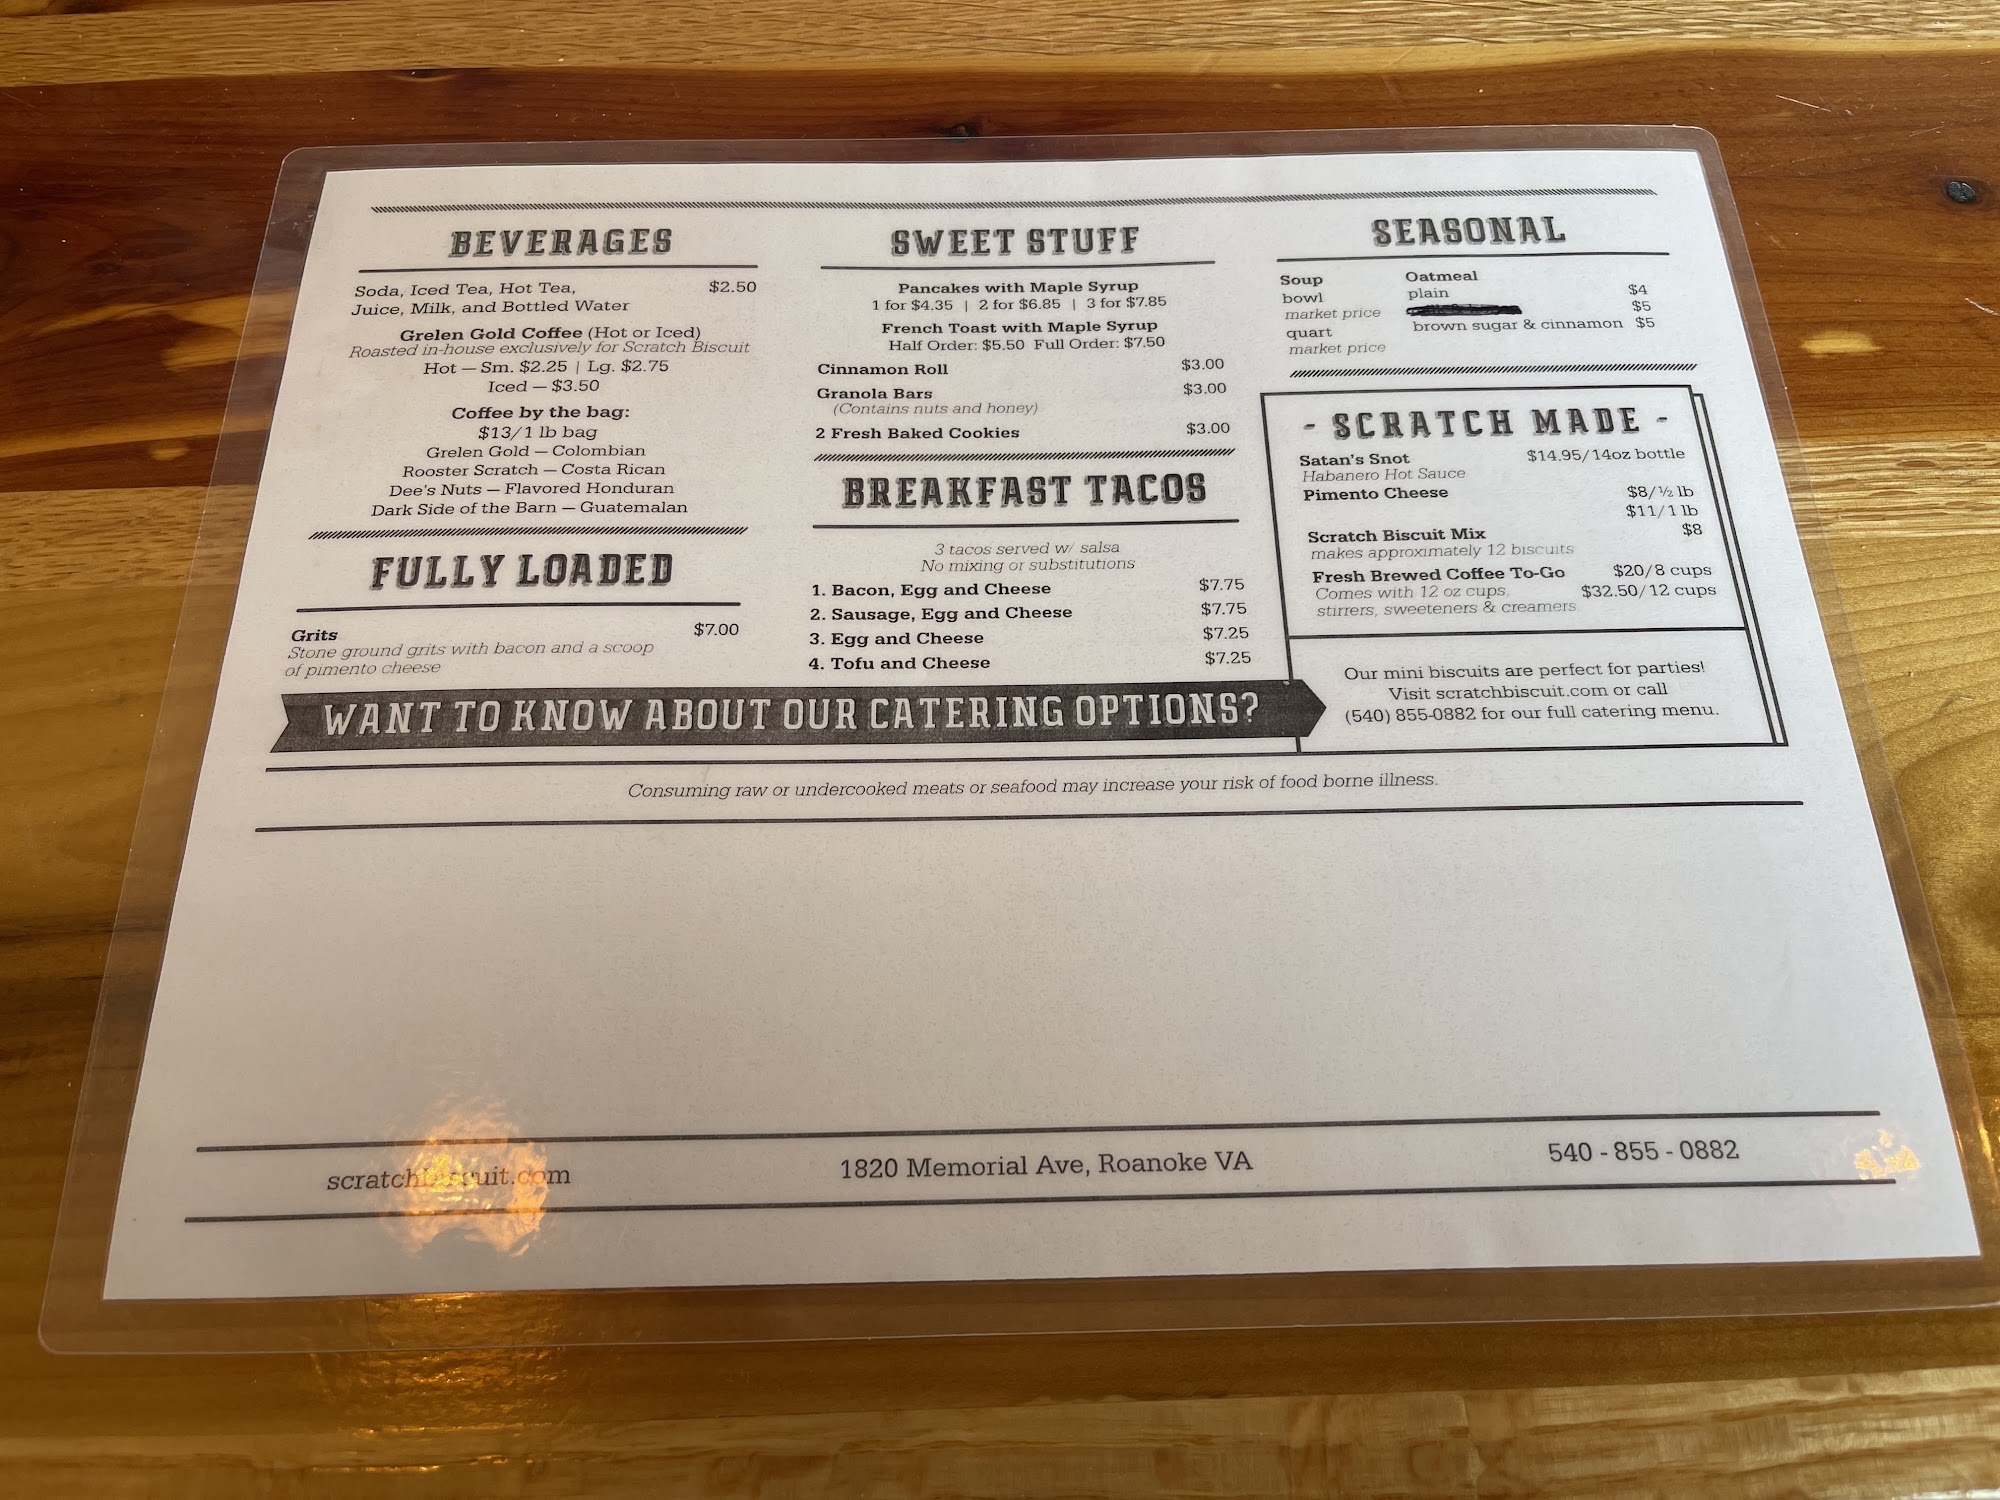 BEVERAGES
Soda, Iced Tea, Hot Tea, $2.50
Juice, Milk, and Bottled Water
Grelen Gold Coffee (Hot or Iced)
Roasted in-house exclusively for Scratch Biscuit
Hot — Sm. $2.25 | Lg. $2.75
Iced — $3.50
Coffee by the bag:
$13/1 lb bag
Grelen Gold — Colombian
Rooster Scratch — Costa Rican
Dee's Nuts — Flavored Honduran
Dark Side of the Barn — Guatemalan
FULLY LOADED
Grits $7.00
Stone ground grits with bacon and a scoop
of pimento cheese
SWEET STUFF
Pancakes with Maple Syrup
1 for $4.35 | 2 for $6.85 | 3 for $7.85
French Toast with Maple Syrup
Half Order: $5.50 Full Order: $7.50
Cinnamon Roll $3.00
Granola Bars $3.00
(Contains nuts and honey)
2 Fresh Baked Cookies $3.00
BREAKFAST TACOS
3 tacos served w/ salsa
No mixing or substitutions
1. Bacon, Egg and Cheese $7.75
2. Sausage, Egg and Cheese $7.75
3. Egg and Cheese $7.25
4. Tofu and Cheese $7.25
SEASONAL
Soup
bowl
market price
quart
market price
Oatmeal
plain $4
$5
brown sugar & cinnamon $5
- SCRATCH MADE -
Satan's Snot $14.95/14oz bottle
Habanero Hot Sauce
Pimento Cheese $8/½ lb
$11/1 lb
Scratch Biscuit Mix $8
makes approximately 12 biscuits
Fresh Brewed Coffee To-Go $20/8 cups
Comes with 12 oz cups, $32.50/12 cups
stirrers, sweeteners & creamers
WANT TO KNOW ABOUT OUR CATERING OPTIONS?
Our mini biscuits are perfect for parties!
Visit scratchbiscuit.com or call
(540) 855-0882 for our full catering menu.
Consuming raw or undercooked meats or seafood may increase your risk of food borne illness.
scratchbiscuit.com 1820 Memorial Ave, Roanoke VA 540 - 855 - 0882